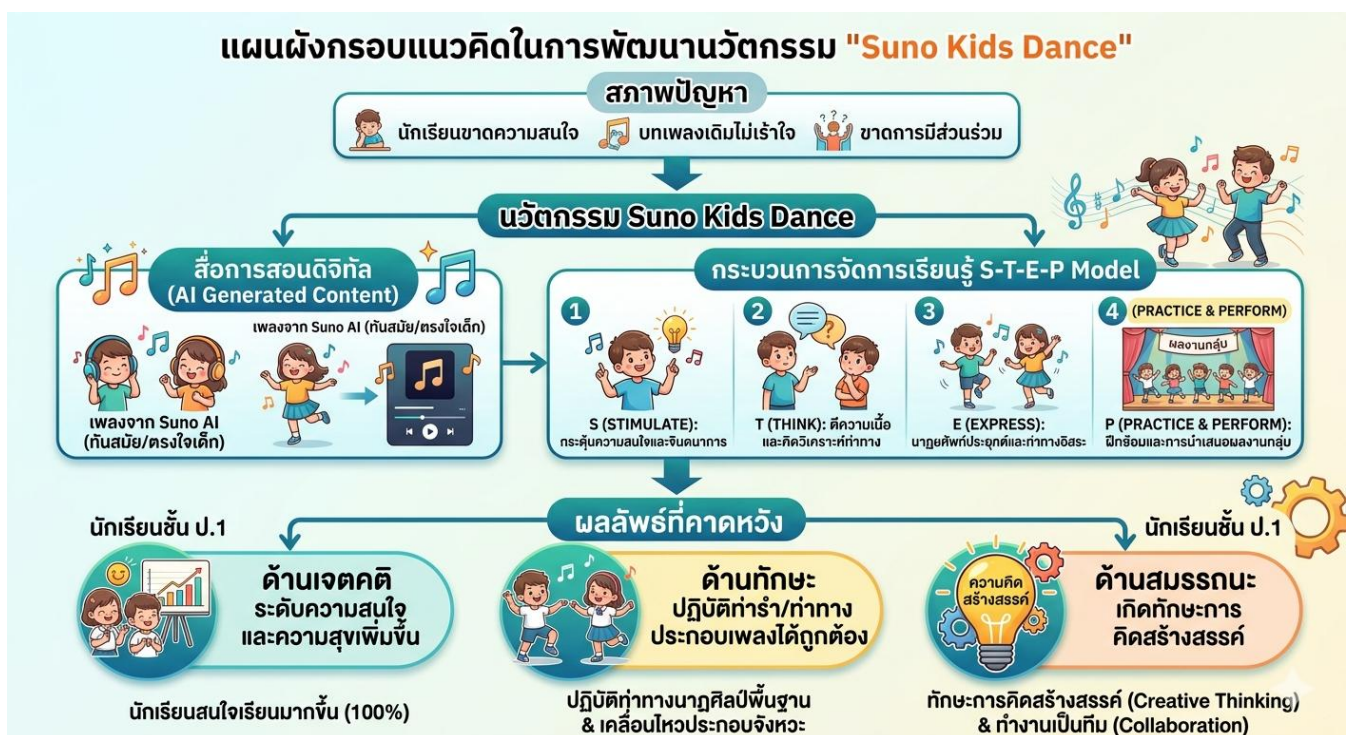 แผนผังกรอบแนวคิดในการพัฒนานวัตกรรม "Suno Kids Dance"
สภาพปัญหา
นักเรียนขาดความสนใจ
บทเพลงเดิมไม่เร้าใจ
ขาดการมีส่วนร่วม
นวัตกรรม Suno Kids Dance
สื่อการสอนดิจิทัล
(AI Generated Content)
เพลงจาก Suno AI (ทันสมัย/ตรงใจเด็ก)
เพลงจาก Suno AI
(ทันสมัย/ตรงใจเด็ก)
กระบวนการจัดการเรียนรู้ S-T-E-P Model
1
S (STIMULATE):
กระตุ้นความสนใจและจินตนาการ
2
T (THINK): ตีความเนื้อ
และคิดวิเคราะห์ท่าทาง
3
E (EXPRESS):
นาฏยศัพท์ประยุกต์และท่าทางอิสระ
4
(PRACTICE & PERFORM)
ผลงานกลุ่ม
P (PRACTICE & PERFORM):
ฝึกซ้อมและการนำเสนอผลงานกลุ่ม
ผลลัพธ์ที่คาดหวัง
นักเรียนชั้น ป.1
ด้านเจตคติ
ระดับความสนใจ
และความสุขเพิ่มขึ้น
นักเรียนสนใจเรียนมากขึ้น (100%)
ด้านทักษะ
ปฏิบัติท่ารำ/ท่าทาง
ประกอบเพลงได้ถูกต้อง
ปฏิบัติท่าทางนาฏศิลป์พื้นฐาน
& เคลื่อนไหวประกอบจังหวะ
นักเรียนชั้น ป.1
ความคิด
สร้างสรรค์
ด้านสมรรถนะ
เกิดทักษะการ
คิดสร้างสรรค์
ทักษะการคิดสร้างสรรค์ (Creative Thinking)
& ทำงานเป็นทีม (Collaboration)